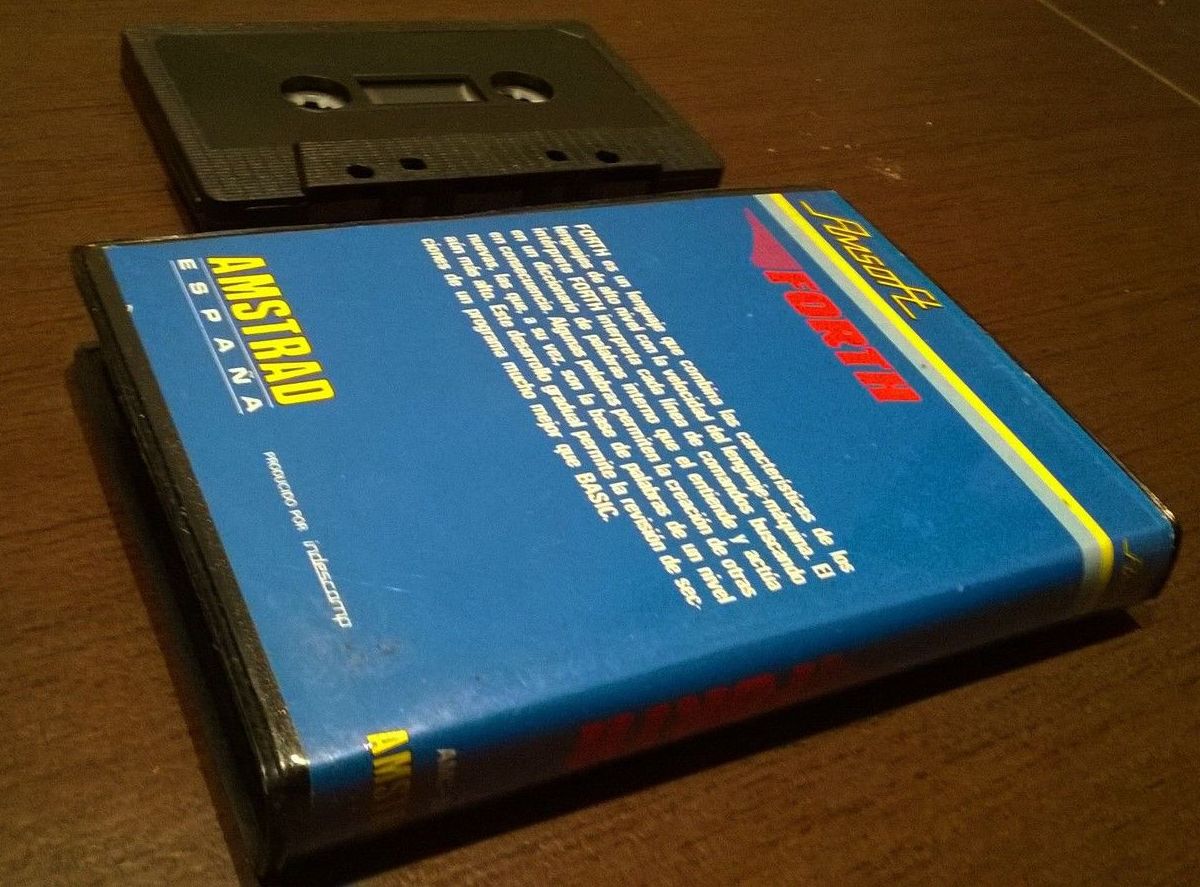 AMSOFT
FORTH
FORTH es un lenguaje que combina las características de los
lenguajes de alto nivel con la velocidad del lenguaje-máquina. El
intérprete FORTH interpreta cada línea de comandos buscando
en un diccionario de palabras interno que el entiende y actúa
en consecuencia. Algunas palabras permiten la creación de otras
nuevas, las que, a su vez, son la base de palabras de un nivel
aún más alto. Este desarrollo gradual permite la revisión de sec-
ciones de un programa mucho mejor que BASIC.
AMSTRAD
ESPAÑA
PRODUCIDO POR indescomp